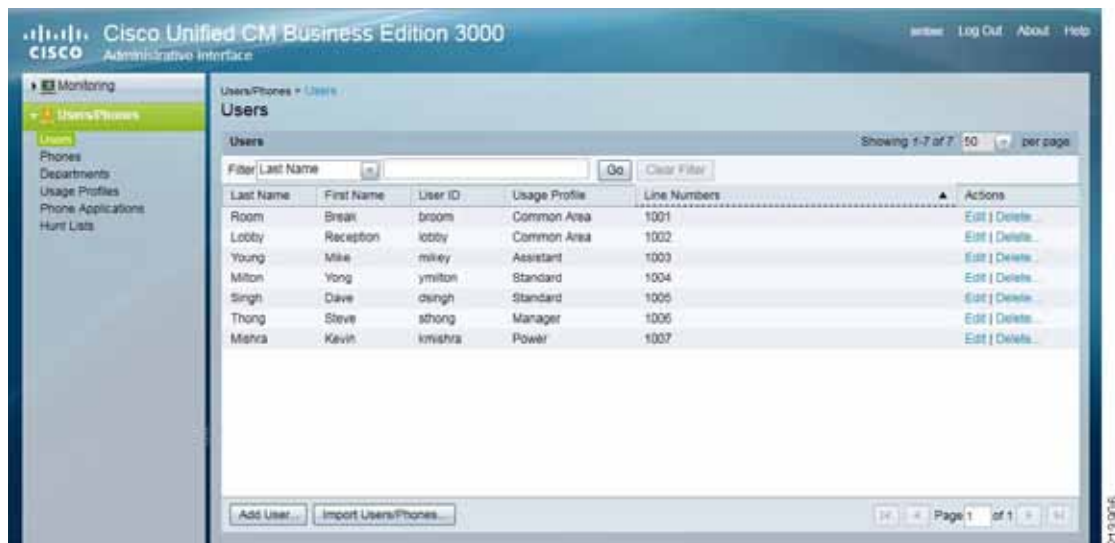 CISCO Cisco Unified CM Business Edition 3000
Administrative Interface
Log Out About Help
Monitoring
Users/Phones
Users
Phones
Departments
Usage Profiles
Phone Applications
Hunt Lists
Users/Phones ▸ Users
Users
Users Showing 1-7 of 7 50 per page
Filter Last Name Go Clear Filter
Last Name First Name User ID Usage Profile Line Numbers ▲ Actions
Room Break broom Common Area 1001 Edit | Delete...
Lobby Reception lobby Common Area 1002 Edit | Delete...
Young Mike mikey Assistant 1003 Edit | Delete...
Milton Yong ymilton Standard 1004 Edit | Delete...
Singh Dave dsingh Standard 1005 Edit | Delete...
Thong Steve sthong Manager 1006 Edit | Delete...
Mishra Kevin kmishra Power 1007 Edit | Delete...
Add User... Import Users/Phones... Page 1 of 1